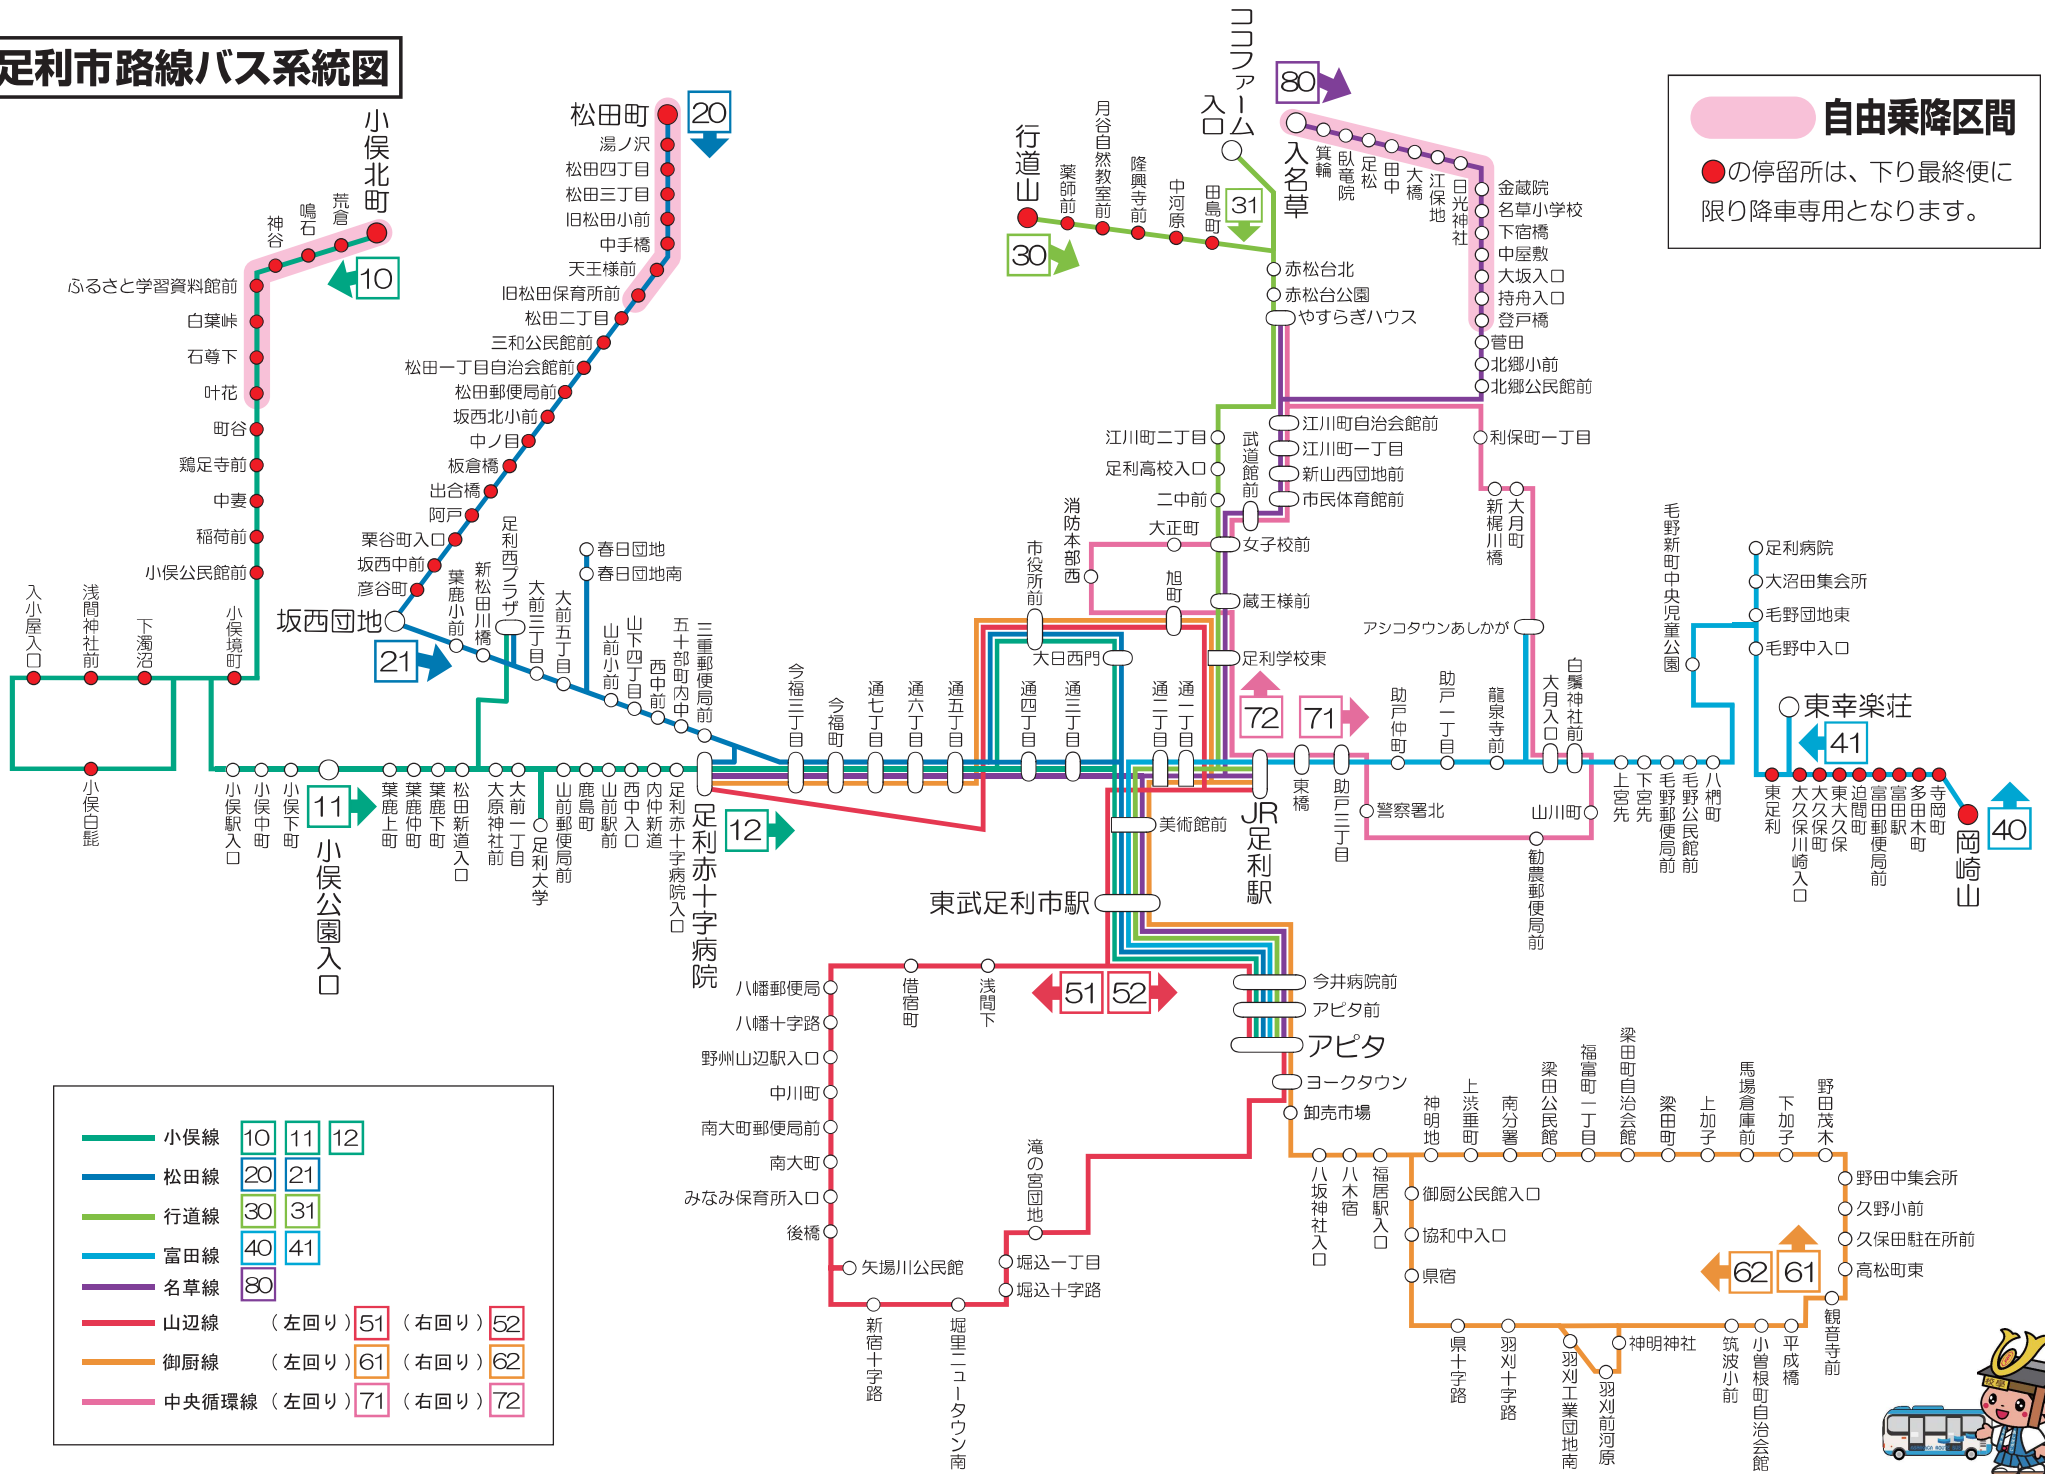 足利市路線バス系統図
自由乗降区間
●の停留所は、下り最終便に
限り降車専用となります。
小俣北町
荒倉
鳴石
神谷
10
ふるさと学習資料館前
白葉峠
石尊下
叶花
町谷
鶏足寺前
中妻
稲荷前
小俣公民館前
小俣境町
下濁沼
浅間神社前
入小屋入口
小俣白髭
小俣駅入口
小俣中町
小俣下町
11
小俣公園入口
葉鹿上町
葉鹿仲町
葉鹿下町
松田新道入口
大原神社前
大前一丁目
足利大学
山前郵便局前
鹿島町
山前駅前
西中入口
内仲新道
足利赤十字病院入口
足利赤十字病院
12
松田町
20
湯ノ沢
松田四丁目
松田三丁目
旧松田小前
中手橋
天王様前
旧松田保育所前
松田二丁目
三和公民館前
松田一丁目自治会館前
松田郵便局前
坂西北小前
中ノ目
板倉橋
出合橋
阿戸
粟谷町入口
坂西中前
彦谷町
坂西団地
21
葉鹿小前
新松田川橋
足利西プラザ
大前三丁目
大前五丁目
春日団地
春日団地南
山前小前
山下四丁目
西中前
五十部町内中
三重郵便局前
今福三丁目
今福町
通七丁目
通六丁目
通五丁目
通四丁目
通三丁目
通二丁目
通一丁目
市役所前
大日西門
消防本部西
大正町
旭町
行道山
30
薬師前
月谷自然教室前
隆興寺前
中河原
田島町
ココファーム入口
31
赤松台北
赤松台公園
やすらぎハウス
江川町二丁目
足利高校入口
二中前
武道館前
江川町自治会館前
江川町一丁目
新山西団地前
市民体育館前
女子校前
蔵王様前
足利学校東
72
71
80
入名草
箕輪
臥竜院
足松
田中
大橋
江保地
日光神社
金蔵院
名草小学校
下宿橋
中屋敷
大坂入口
持舟入口
登戸橋
菅田
北郷小前
北郷公民館前
利保町一丁目
新梶川橋
大月町
アシコタウンあしかが
大月入口
白鬚神社前
JR足利駅
東橋
助戸三丁目
助戸仲町
助戸一丁目
龍泉寺前
警察署北
山川町
勧農郵便局前
上宮先
下宮先
毛野郵便局前
毛野公民館前
八椚町
毛野新町中央児童公園
足利病院
大沼田集会所
毛野団地東
毛野中入口
東幸楽荘
41
東足利
大久保川崎入口
大久保町
東大久保
迫間町
富田郵便局前
富田駅
多田木町
寺岡町
岡崎山
40
美術館前
東武足利市駅
51
52
今井病院前
アピタ前
アピタ
ヨークタウン
卸売市場
借宿町
浅間下
八幡郵便局
八幡十字路
野州山辺駅入口
中川町
南大町郵便局前
南大町
みなみ保育所入口
後橋
矢場川公民館
新宿十字路
堀里ニュータウン南
堀込十字路
堀込一丁目
滝の宮団地
八坂神社入口
八木宿
福居駅入口
神明地
上渋垂町
南分署
梁田公民館
福富町一丁目
梁田町自治会館
梁田町
上加子
馬場倉庫前
下加子
野田茂木
野田中集会所
久野小前
久保田駐在所前
高松町東
観音寺前
62
61
御厨公民館入口
協和中入口
県宿
県十字路
羽刈十字路
羽刈工業団地南
羽刈前河原
神明神社
筑波小前
小曽根町自治会館
平成橋
小俣線 10 11 12
松田線 20 21
行道線 30 31
富田線 40 41
名草線 80
山辺線 (左回り) 51 (右回り) 52
御厨線 (左回り) 61 (右回り) 62
中央循環線 (左回り) 71 (右回り) 72